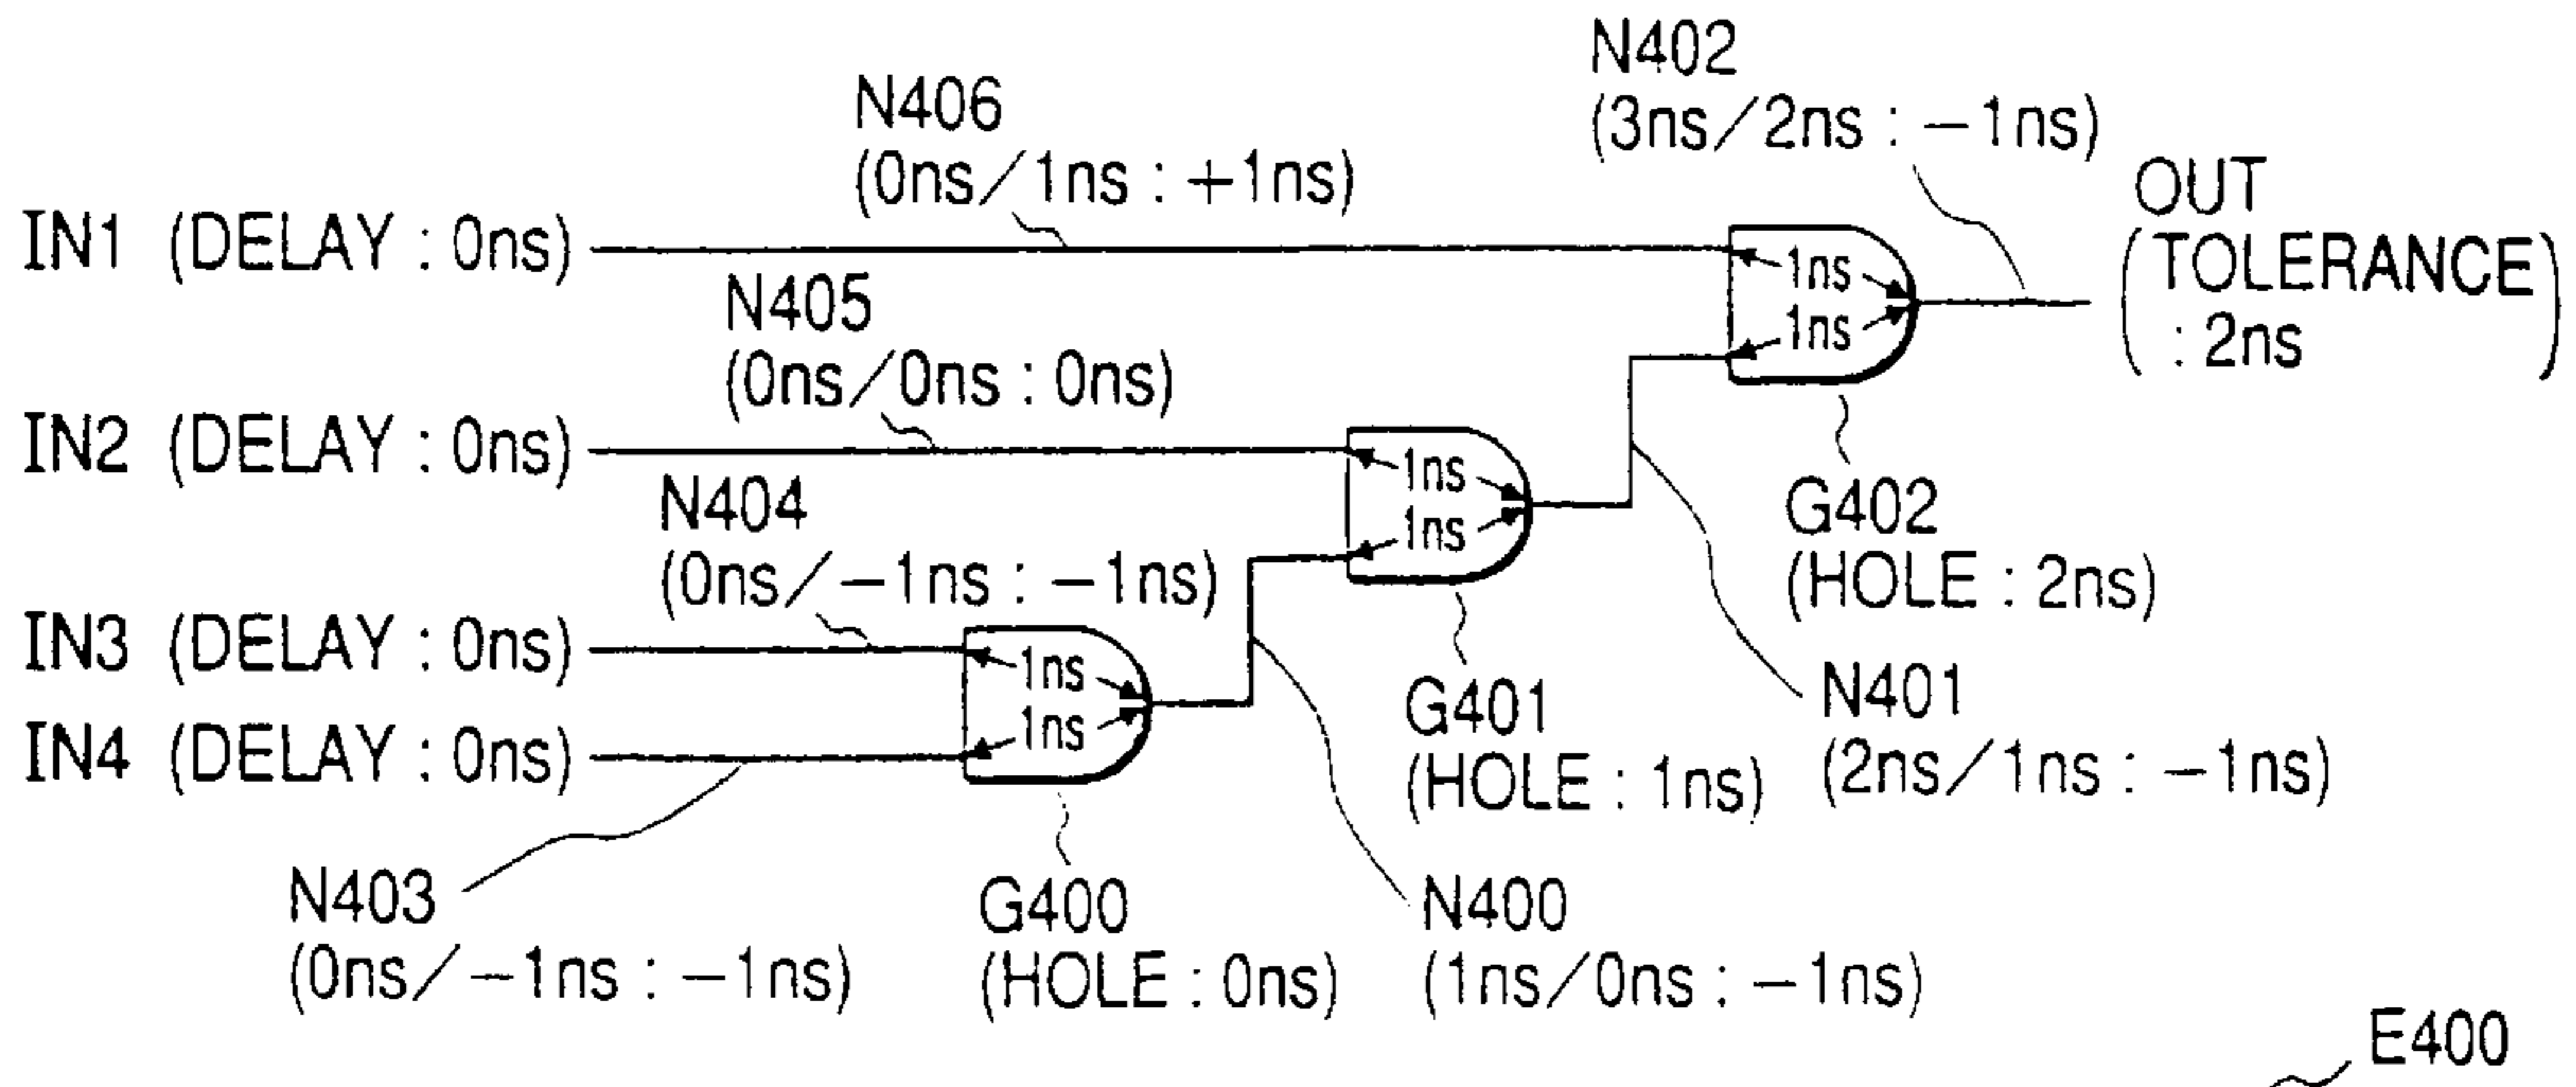 N402
(3ns/2ns : −1ns)
N406
(0ns/1ns : +1ns)
OUT
(TOLERANCE
: 2ns)
IN1 (DELAY : 0ns)
1ns
1ns
N405
(0ns/0ns : 0ns)
IN2 (DELAY : 0ns)
1ns
1ns
G402
(HOLE : 2ns)
N404
(0ns/−1ns : −1ns)
IN3 (DELAY : 0ns)
1ns
1ns
G401
(HOLE : 1ns)
N401
(2ns/1ns : −1ns)
IN4 (DELAY : 0ns)
N403
(0ns/−1ns : −1ns)
G400
(HOLE : 0ns)
N400
(1ns/0ns : −1ns)
E400